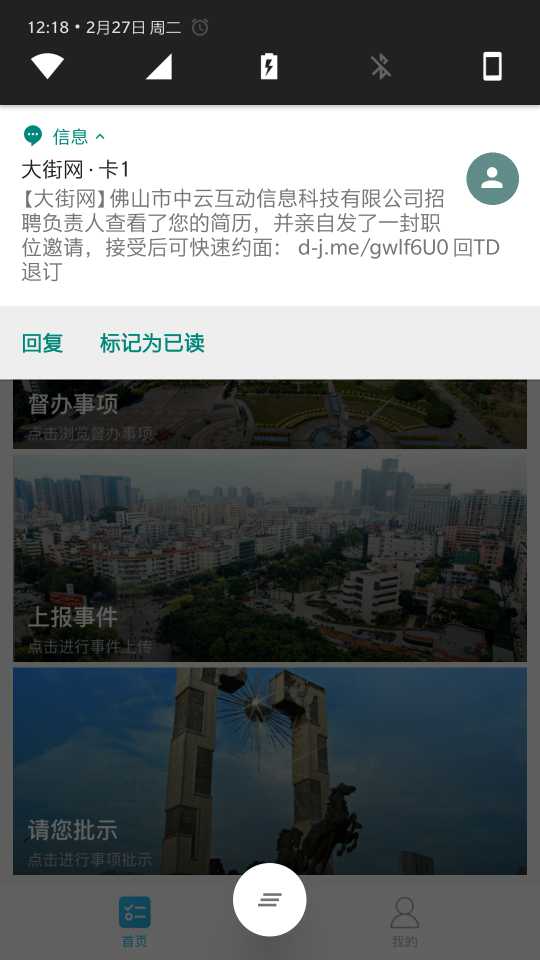 12:18 • 2月27日 周二
信息
大街网 · 卡1
【大街网】佛山市中云互动信息科技有限公司招
聘负责人查看了您的简历，并亲自发了一封职
位邀请，接受后可快速约面： d-j.me/gwlf6U0 回TD
退订
回复 标记为已读
督办事项
点击浏览督办事项
上报事件
点击进行事件上传
请您批示
点击进行事项批示
首页 我的